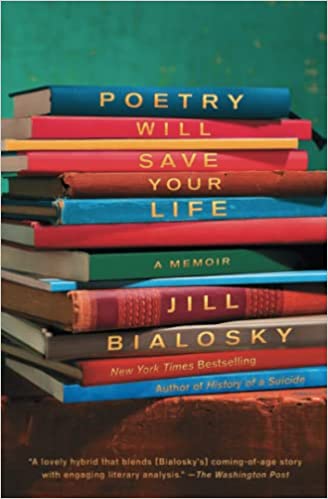 POETRY
WILL
SAVE
YOUR
LIFE
A MEMOIR
JILL
BIALOSKY
New York Times Bestselling
Author of History of a Suicide
"A lovely hybrid that blends [Bialosky's] coming-of-age story
with engaging literary analysis." —The Washington Post